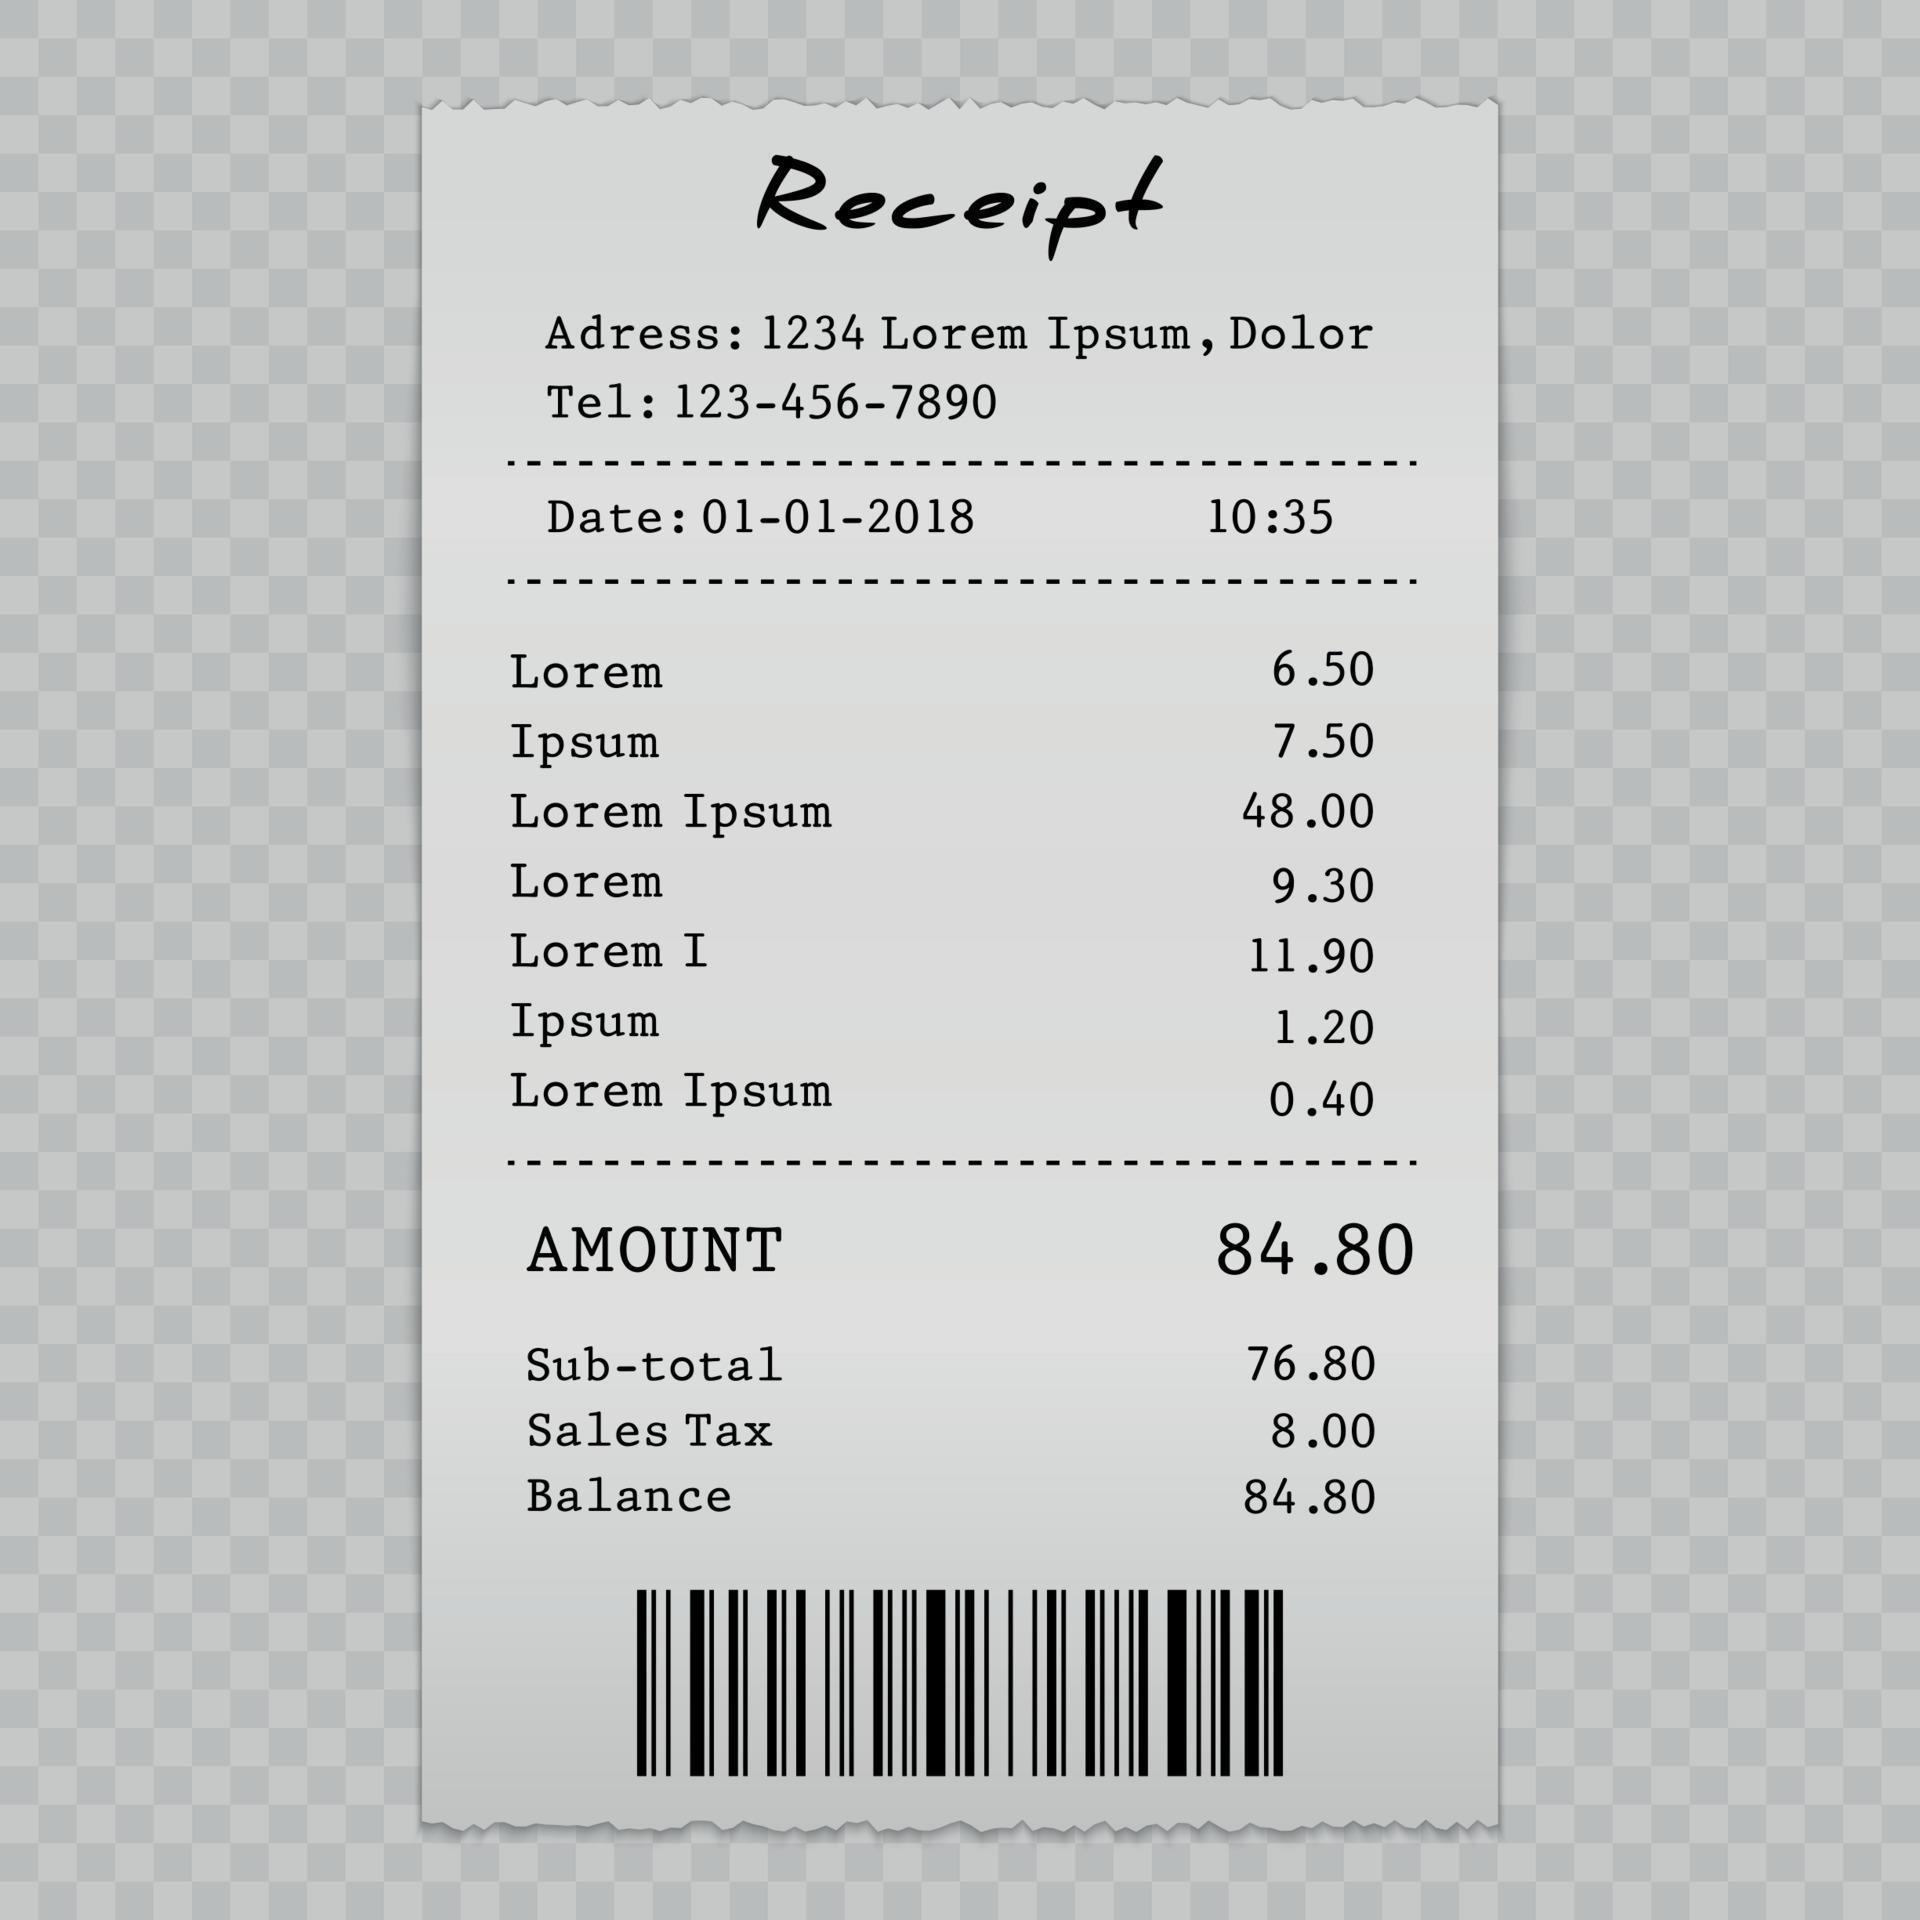 Receipt
Adress: 1234 Lorem Ipsum, Dolor
Tel: 123-456-7890
Date: 01-01-2018 10:35
Lorem 6.50
Ipsum 7.50
Lorem Ipsum 48.00
Lorem 9.30
Lorem I 11.90
Ipsum 1.20
Lorem Ipsum 0.40
AMOUNT 84.80
Sub-total 76.80
Sales Tax 8.00
Balance 84.80